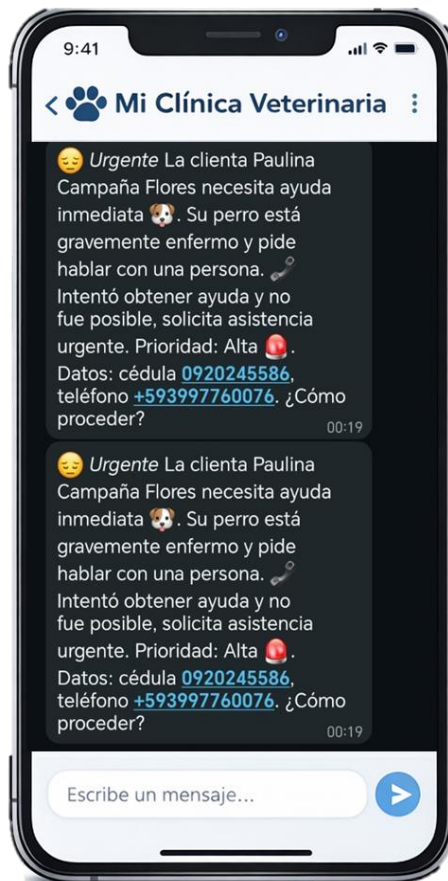 9:41
Mi Clínica Veterinaria
😔 Urgente La clienta Paulina
Campaña Flores necesita ayuda
inmediata 🐶. Su perro está
gravemente enfermo y pide
hablar con una persona. 📞
Intentó obtener ayuda y no
fue posible, solicita asistencia
urgente. Prioridad: Alta 🚨.
Datos: cédula 0920245586,
teléfono +593997760076. ¿Cómo
proceder?
00:19
😔 Urgente La clienta Paulina
Campaña Flores necesita ayuda
inmediata 🐶. Su perro está
gravemente enfermo y pide
hablar con una persona. 📞
Intentó obtener ayuda y no
fue posible, solicita asistencia
urgente. Prioridad: Alta 🚨.
Datos: cédula 0920245586,
teléfono +593997760076. ¿Cómo
proceder?
00:19
Escribe un mensaje...